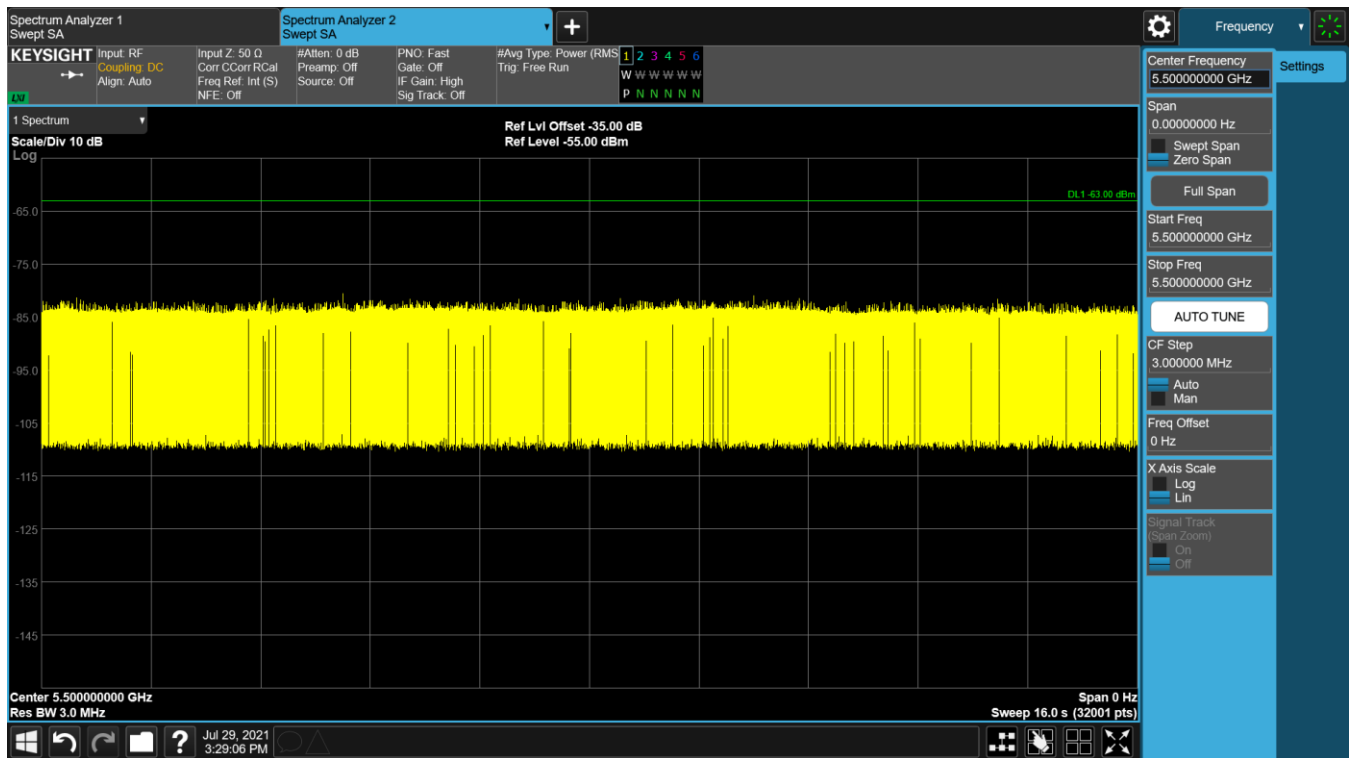 Spectrum Analyzer 1
Swept SA
Spectrum Analyzer 2
Swept SA
Frequency
KEYSIGHT
LXI
Input: RF
Coupling: DC
Align: Auto
Input Z: 50 Ω
Corr CCorr RCal
Freq Ref: Int (S)
NFE: Off
#Atten: 0 dB
Preamp: Off
Source: Off
PNO: Fast
Gate: Off
IF Gain: High
Sig Track: Off
#Avg Type: Power (RMS
Trig: Free Run
1 2 3 4 5 6
W W W W W W
P N N N N N
1 Spectrum
Scale/Div 10 dB
Log
Ref Lvl Offset -35.00 dB
Ref Level -55.00 dBm
DL1 -63.00 dBm
-65.0
-75.0
-85.0
-95.0
-105
-115
-125
-135
-145
Center 5.500000000 GHz
Res BW 3.0 MHz
Span 0 Hz
Sweep 16.0 s (32001 pts)
Center Frequency
5.500000000 GHz
Settings
Span
0.00000000 Hz
Swept Span
Zero Span
Full Span
Start Freq
5.500000000 GHz
Stop Freq
5.500000000 GHz
AUTO TUNE
CF Step
3.000000 MHz
Auto
Man
Freq Offset
0 Hz
X Axis Scale
Log
Lin
Signal Track
(Span Zoom)
On
Off
?
Jul 29, 2021
3:29:06 PM